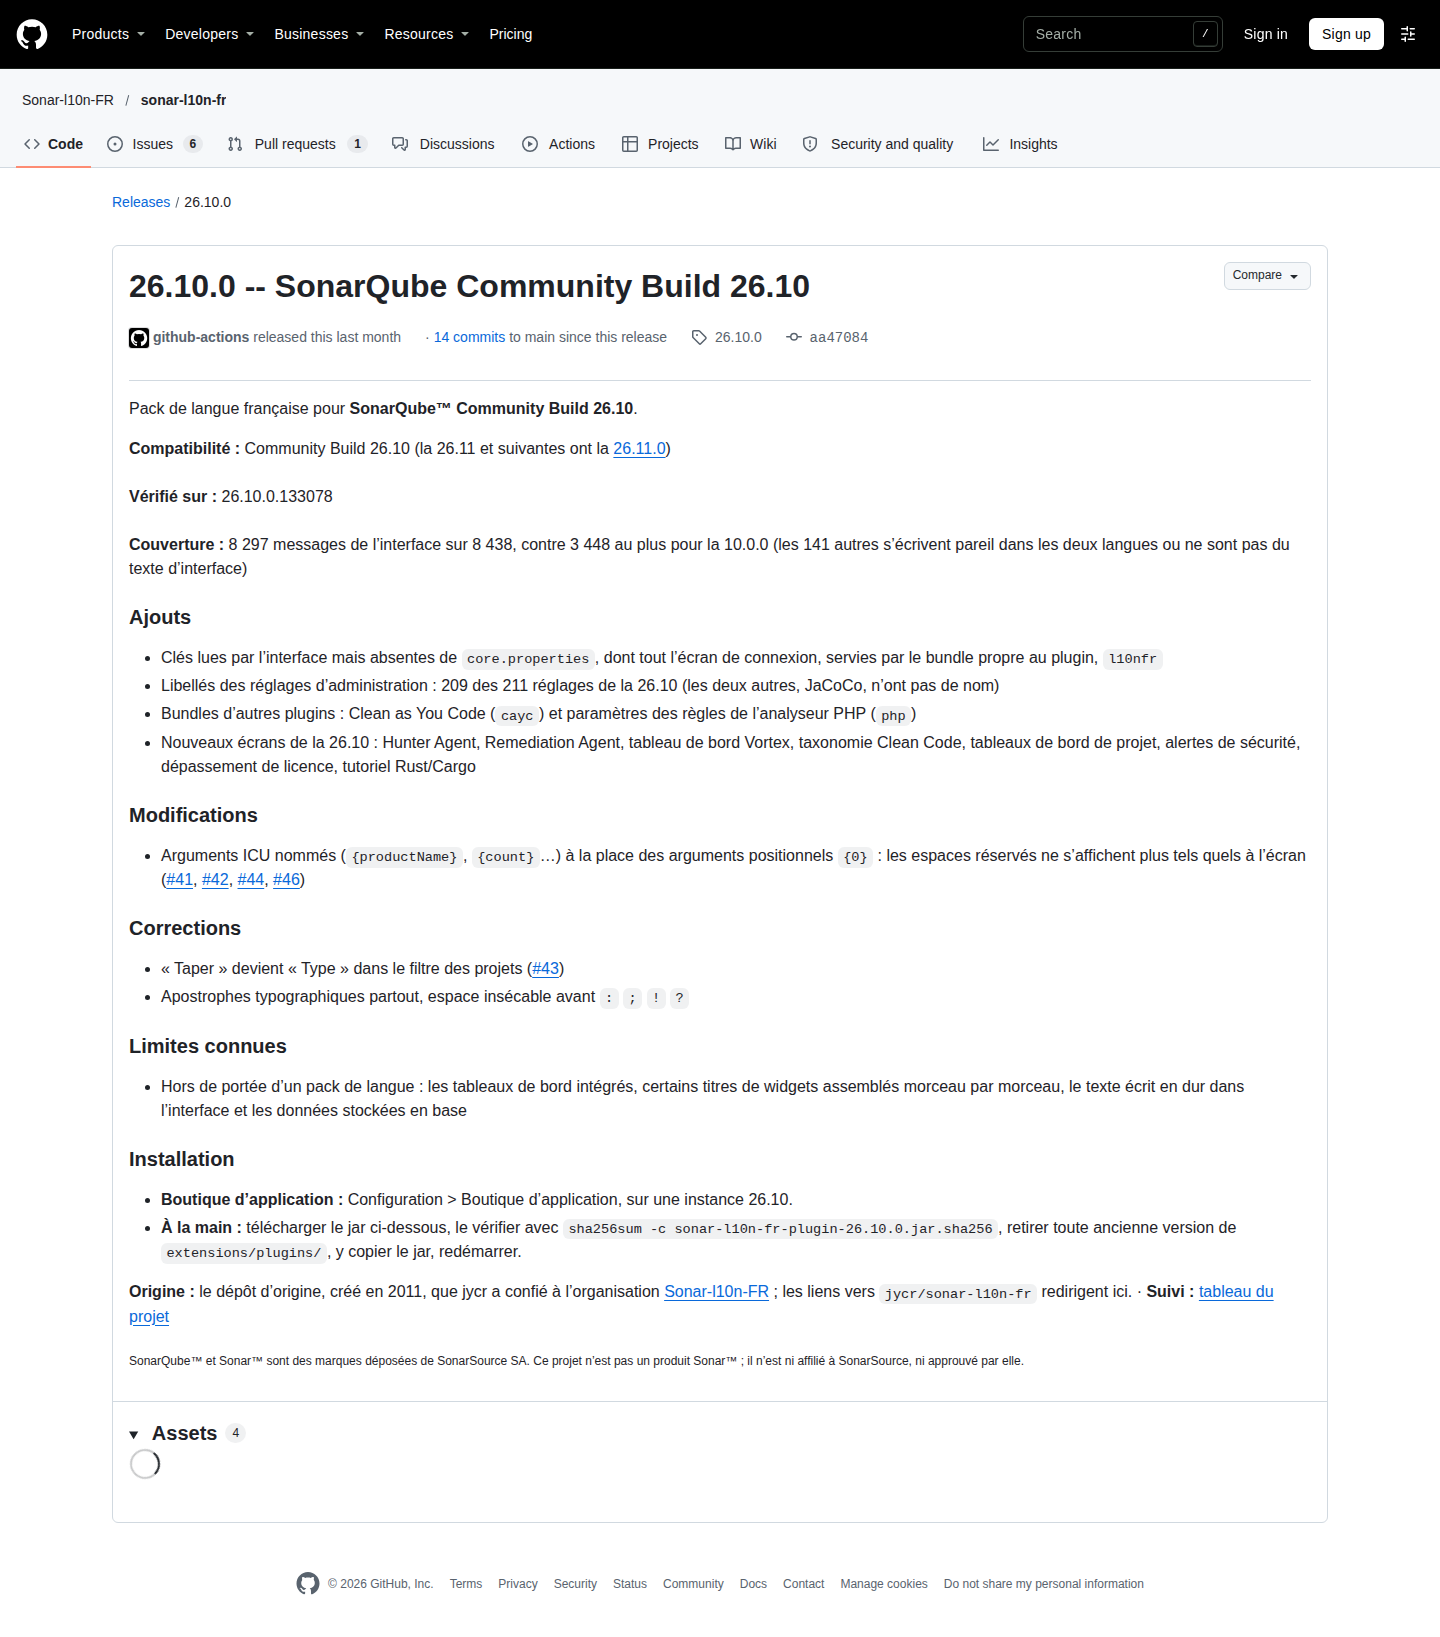 Products Developers Businesses Resources Pricing Search / Sign in Sign up
Sonar-l10n-FR / sonar-l10n-fr
Code Issues 6 Pull requests 1 Discussions Actions Projects Wiki Security and quality Insights
Releases / 26.10.0
26.10.0 -- SonarQube Community Build 26.10
Compare
github-actions released this last month · 14 commits to main since this release 26.10.0 aa47084
Pack de langue française pour SonarQube™ Community Build 26.10.
Compatibilité : Community Build 26.10 (la 26.11 et suivantes ont la 26.11.0)
Vérifié sur : 26.10.0.133078
Couverture : 8 297 messages de l’interface sur 8 438, contre 3 448 au plus pour la 10.0.0 (les 141 autres s’écrivent pareil dans les deux langues ou ne sont pas du
texte d’interface)
Ajouts
• Clés lues par l’interface mais absentes de core.properties, dont tout l’écran de connexion, servies par le bundle propre au plugin, l10nfr
• Libellés des réglages d’administration : 209 des 211 réglages de la 26.10 (les deux autres, JaCoCo, n’ont pas de nom)
• Bundles d’autres plugins : Clean as You Code (cayc) et paramètres des règles de l’analyseur PHP (php)
• Nouveaux écrans de la 26.10 : Hunter Agent, Remediation Agent, tableau de bord Vortex, taxonomie Clean Code, tableaux de bord de projet, alertes de sécurité,
dépassement de licence, tutoriel Rust/Cargo
Modifications
• Arguments ICU nommés ({productName}, {count}…) à la place des arguments positionnels {0} : les espaces réservés ne s’affichent plus tels quels à l’écran
(#41, #42, #44, #46)
Corrections
• « Taper » devient « Type » dans le filtre des projets (#43)
• Apostrophes typographiques partout, espace insécable avant : ; ! ?
Limites connues
• Hors de portée d’un pack de langue : les tableaux de bord intégrés, certains titres de widgets assemblés morceau par morceau, le texte écrit en dur dans
l’interface et les données stockées en base
Installation
• Boutique d’application : Configuration > Boutique d’application, sur une instance 26.10.
• À la main : télécharger le jar ci-dessous, le vérifier avec sha256sum -c sonar-l10n-fr-plugin-26.10.0.jar.sha256, retirer toute ancienne version de
extensions/plugins/, y copier le jar, redémarrer.
Origine : le dépôt d’origine, créé en 2011, que jycr a confié à l’organisation Sonar-l10n-FR ; les liens vers jycr/sonar-l10n-fr redirigent ici. · Suivi : tableau du
projet
SonarQube™ et Sonar™ sont des marques déposées de SonarSource SA. Ce projet n’est pas un produit Sonar™ ; il n’est ni affilié à SonarSource, ni approuvé par elle.
Assets 4
© 2026 GitHub, Inc. Terms Privacy Security Status Community Docs Contact Manage cookies Do not share my personal information